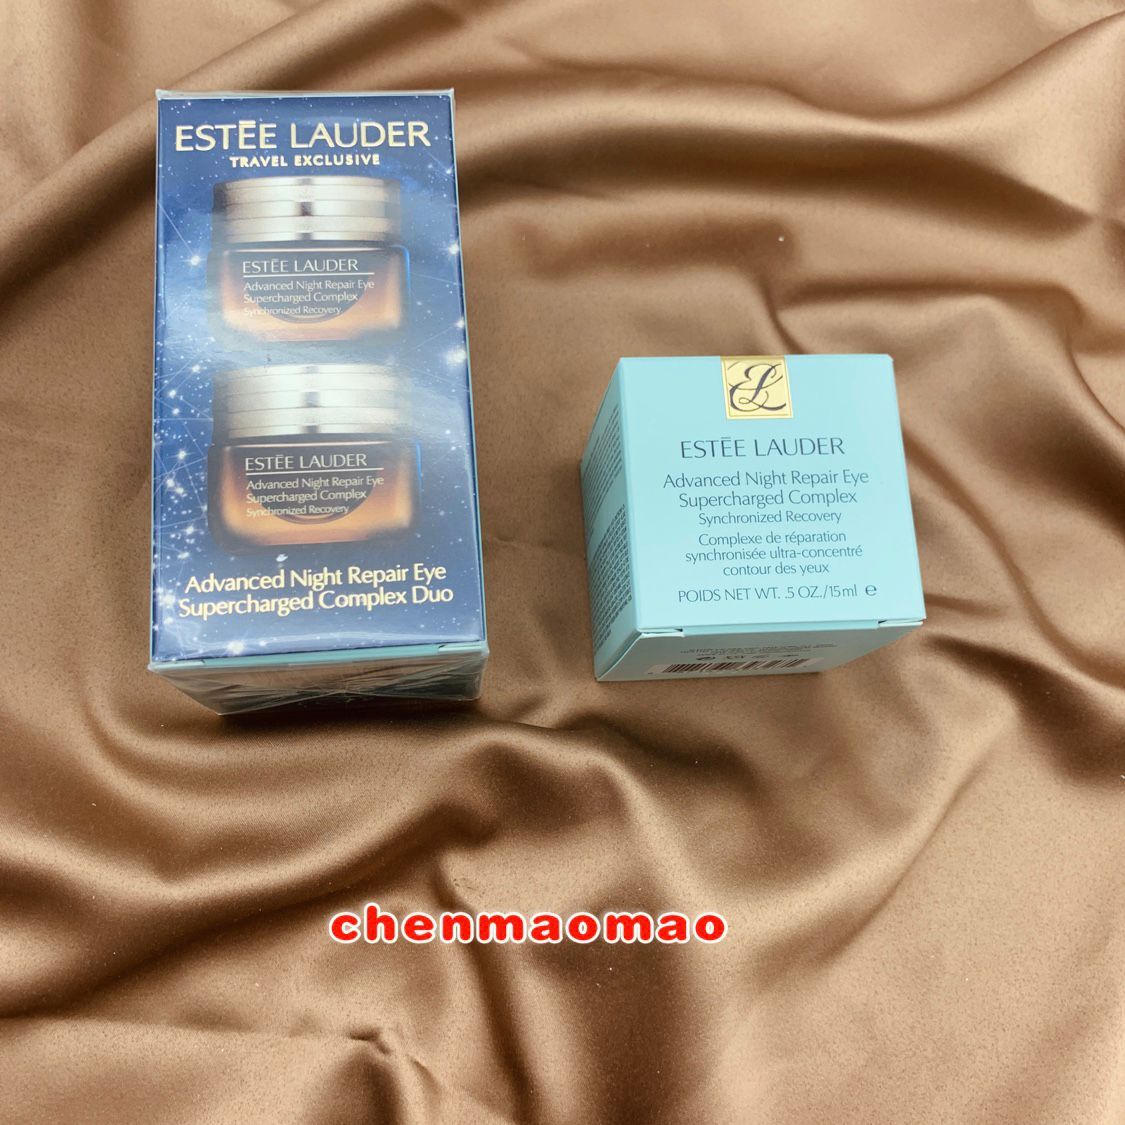 ESTĒE LAUDER
TRAVEL EXCLUSIVE
ESTĒE LAUDER
Advanced Night Repair Eye
Supercharged Complex
Synchronized Recovery
ESTĒE LAUDER
Advanced Night Repair Eye
Supercharged Complex
Synchronized Recovery
Advanced Night Repair Eye
Supercharged Complex Duo
EL
ESTĒE LAUDER
Advanced Night Repair Eye
Supercharged Complex
Synchronized Recovery
Complexe de réparation
synchronisée ultra-concentré
contour des yeux
POIDS NET WT. .5 OZ./15ml e
chenmaomao